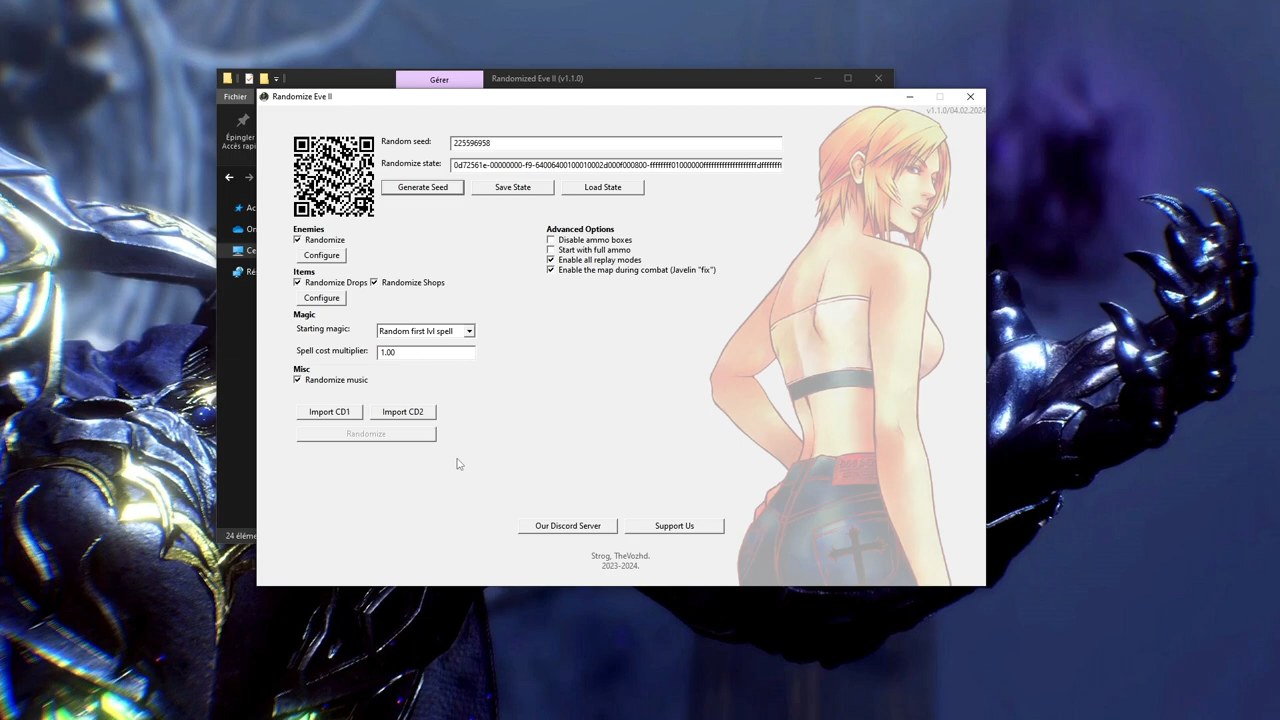 Gérer
Randomized Eve II (v1.1.0)
Fichier
Randomize Eve II
v1.1.0/04.02.2024
Épingler
Accès rapi
Random seed:
225596958
Randomize state:
Generate Seed
Save State
Load State
Enemies
Randomize
Configure
Items
Randomize Drops
Randomize Shops
Configure
Magic
Starting magic:
Random first lvl spell
Spell cost multiplier:
1.00
Misc
Randomize music
Import CD1
Import CD2
Randomize
Advanced Options
Disable ammo boxes
Start with full ammo
Enable all replay modes
Enable the map during combat (Javelin "fix")
Ac
On
Ce
Ré
24 éléme
Our Discord Server
Support Us
Strog, TheVozhd.
2023-2024.